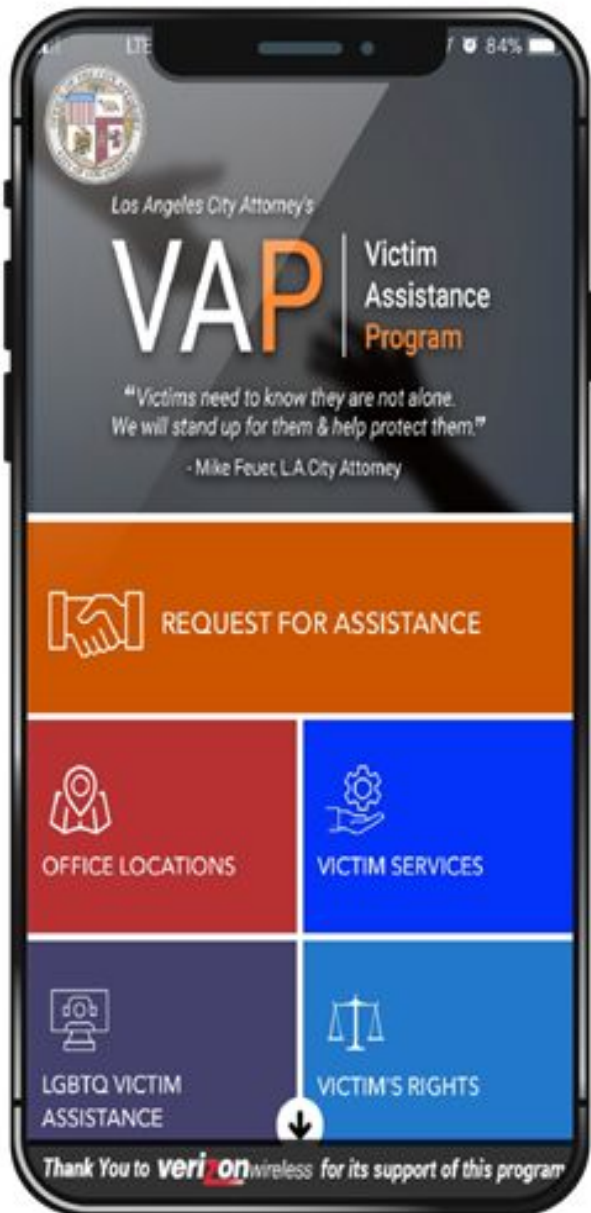 LTE
84%
Los Angeles City Attorney's
VAP
Victim
Assistance
Program
“Victims need to know they are not alone.
We will stand up for them & help protect them.”
- Mike Feuer, L.A.City Attorney
REQUEST FOR ASSISTANCE
OFFICE LOCATIONS
VICTIM SERVICES
LGBTQ VICTIM
ASSISTANCE
VICTIM'S RIGHTS
Thank You to verizon wireless for its support of this program